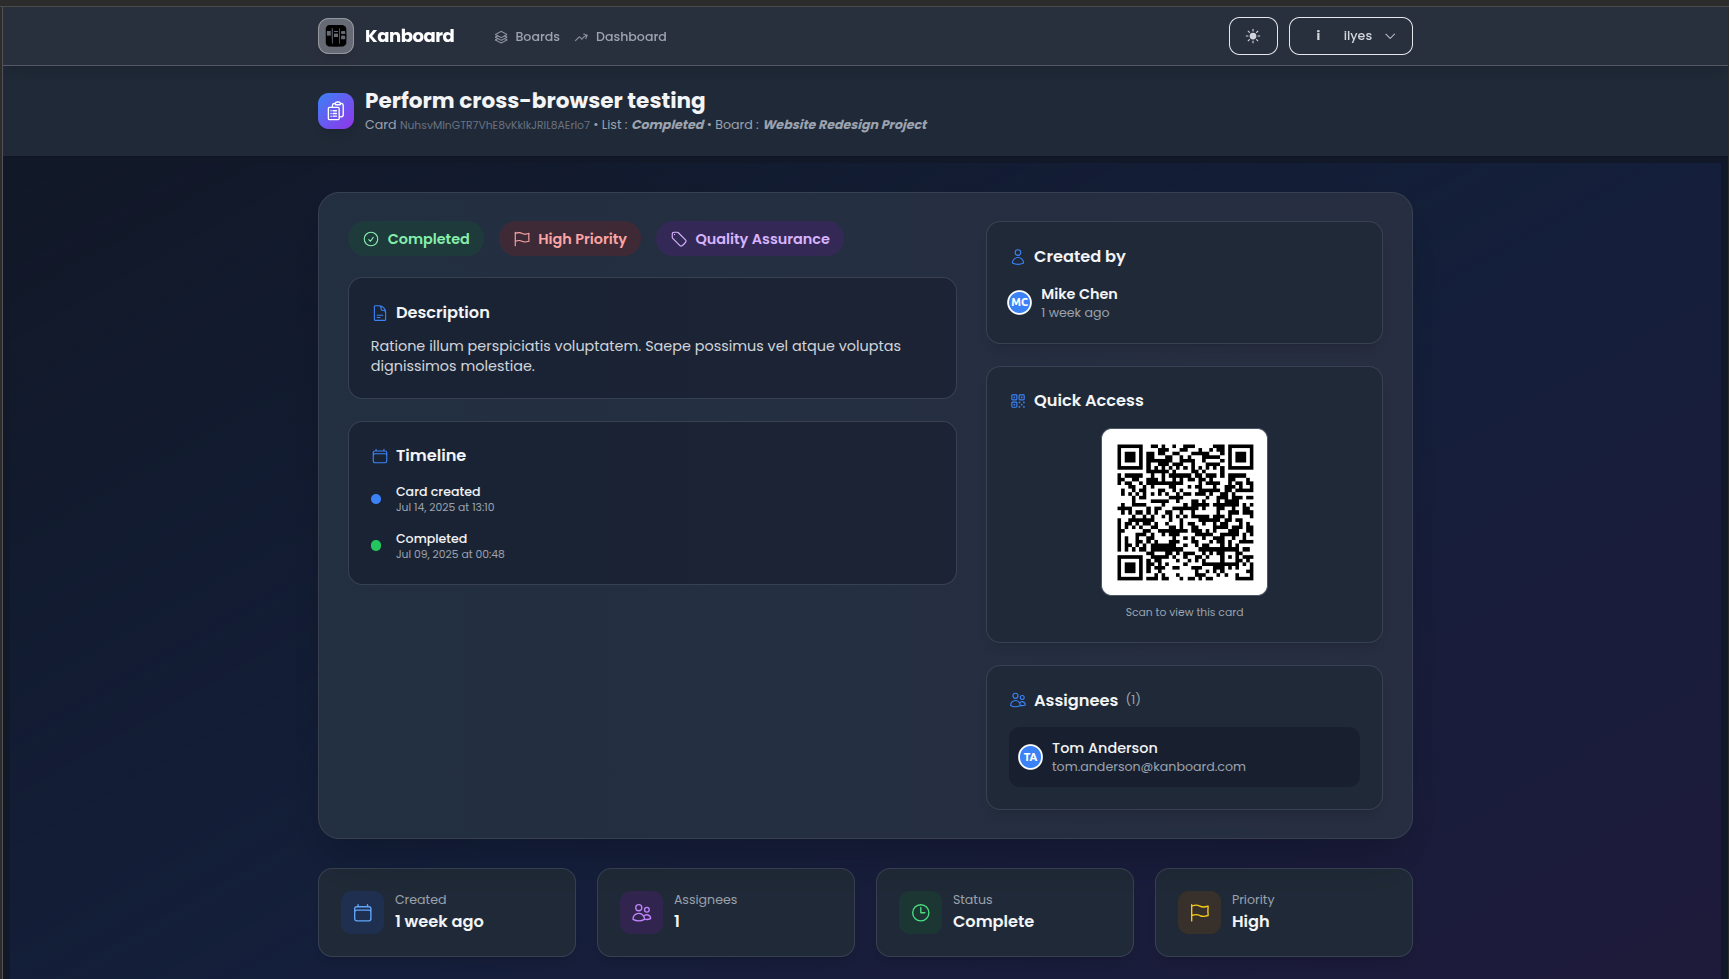 Kanboard
Boards
Dashboard
i
Ilyes
Perform cross-browser testing
Card • List : Completed • Board : Website Redesign Project
Completed
High Priority
Quality Assurance
Description
Ratione illum perspiciatis voluptatem. Saepe possimus vel atque voluptas
dignissimos molestiae.
Timeline
Card created
Jul 14, 2025 at 13:10
Completed
Jul 09, 2025 at 00:48
Created by
MC
Mike Chen
1 week ago
Quick Access
Scan to view this card
Assignees (1)
TA
Tom Anderson
tom.anderson@kanboard.com
Created
1 week ago
Assignees
1
Status
Complete
Priority
High